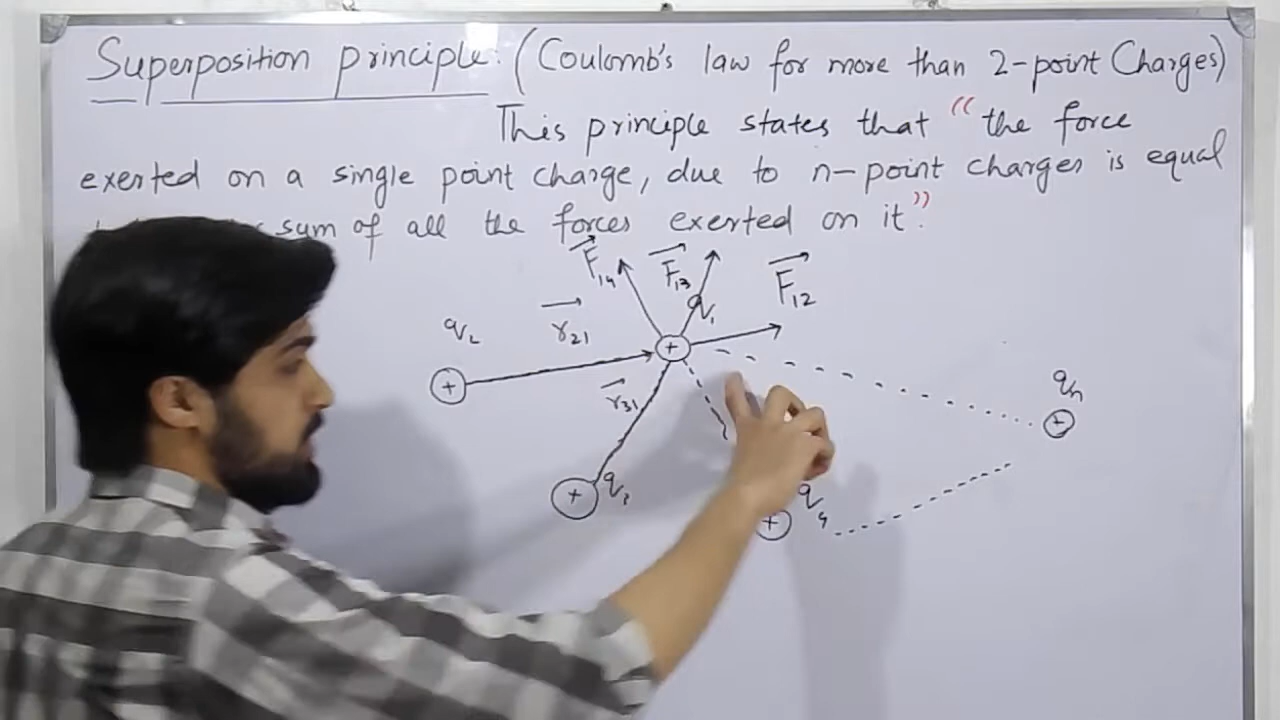 Superposition principle: (Coulomb's law for more than 2-point Charges)
This principle states that "the force
exerted on a single point charge, due to n-point charges is equal
sum of all the forces exerted on it".
F₁₄ F₁₃ F₁₂
q₁
q₂ r₂₁
r₃₁
qₙ
q₃
q₄